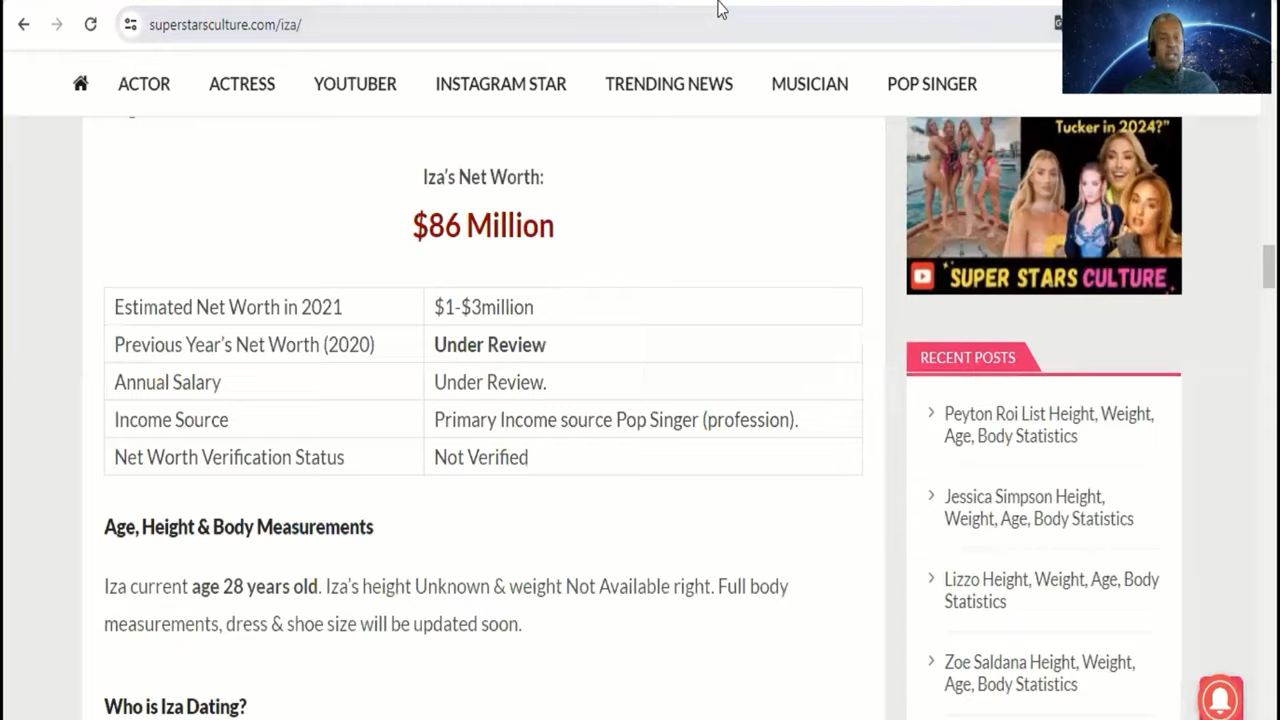 superstarsculture.com/iza/
ACTOR ACTRESS YOUTUBER INSTAGRAM STAR TRENDING NEWS MUSICIAN POP SINGER
Iza's Net Worth:
$86 Million
Estimated Net Worth in 2021 $1-$3million
Previous Year's Net Worth (2020) Under Review
Annual Salary Under Review.
Income Source Primary Income source Pop Singer (profession).
Net Worth Verification Status Not Verified
Age, Height & Body Measurements
Iza current age 28 years old. Iza's height Unknown & weight Not Available right. Full body
measurements, dress & shoe size will be updated soon.
Who is Iza Dating?
Tucker in 2024?"
SUPER STARS CULTURE
RECENT POSTS
Peyton Roi List Height, Weight,
Age, Body Statistics
Jessica Simpson Height,
Weight, Age, Body Statistics
Lizzo Height, Weight, Age, Body
Statistics
Zoe Saldana Height, Weight,
Age, Body Statistics